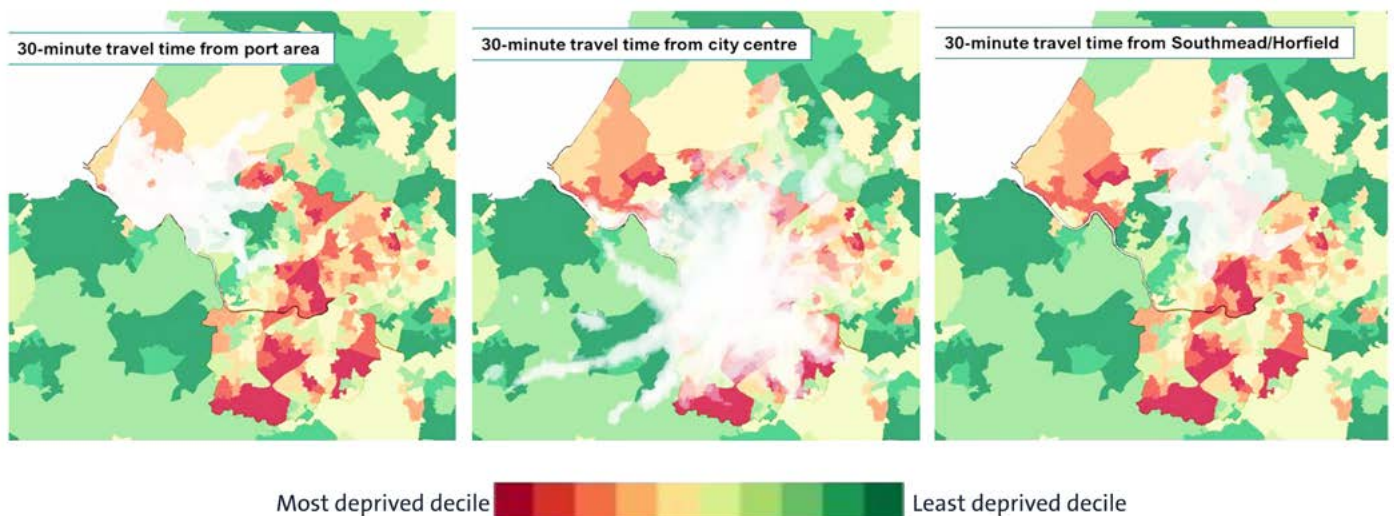 30-minute travel time from port area
30-minute travel time from city centre
30-minute travel time from Southmead/Horfield
Most deprived decile
Least deprived decile